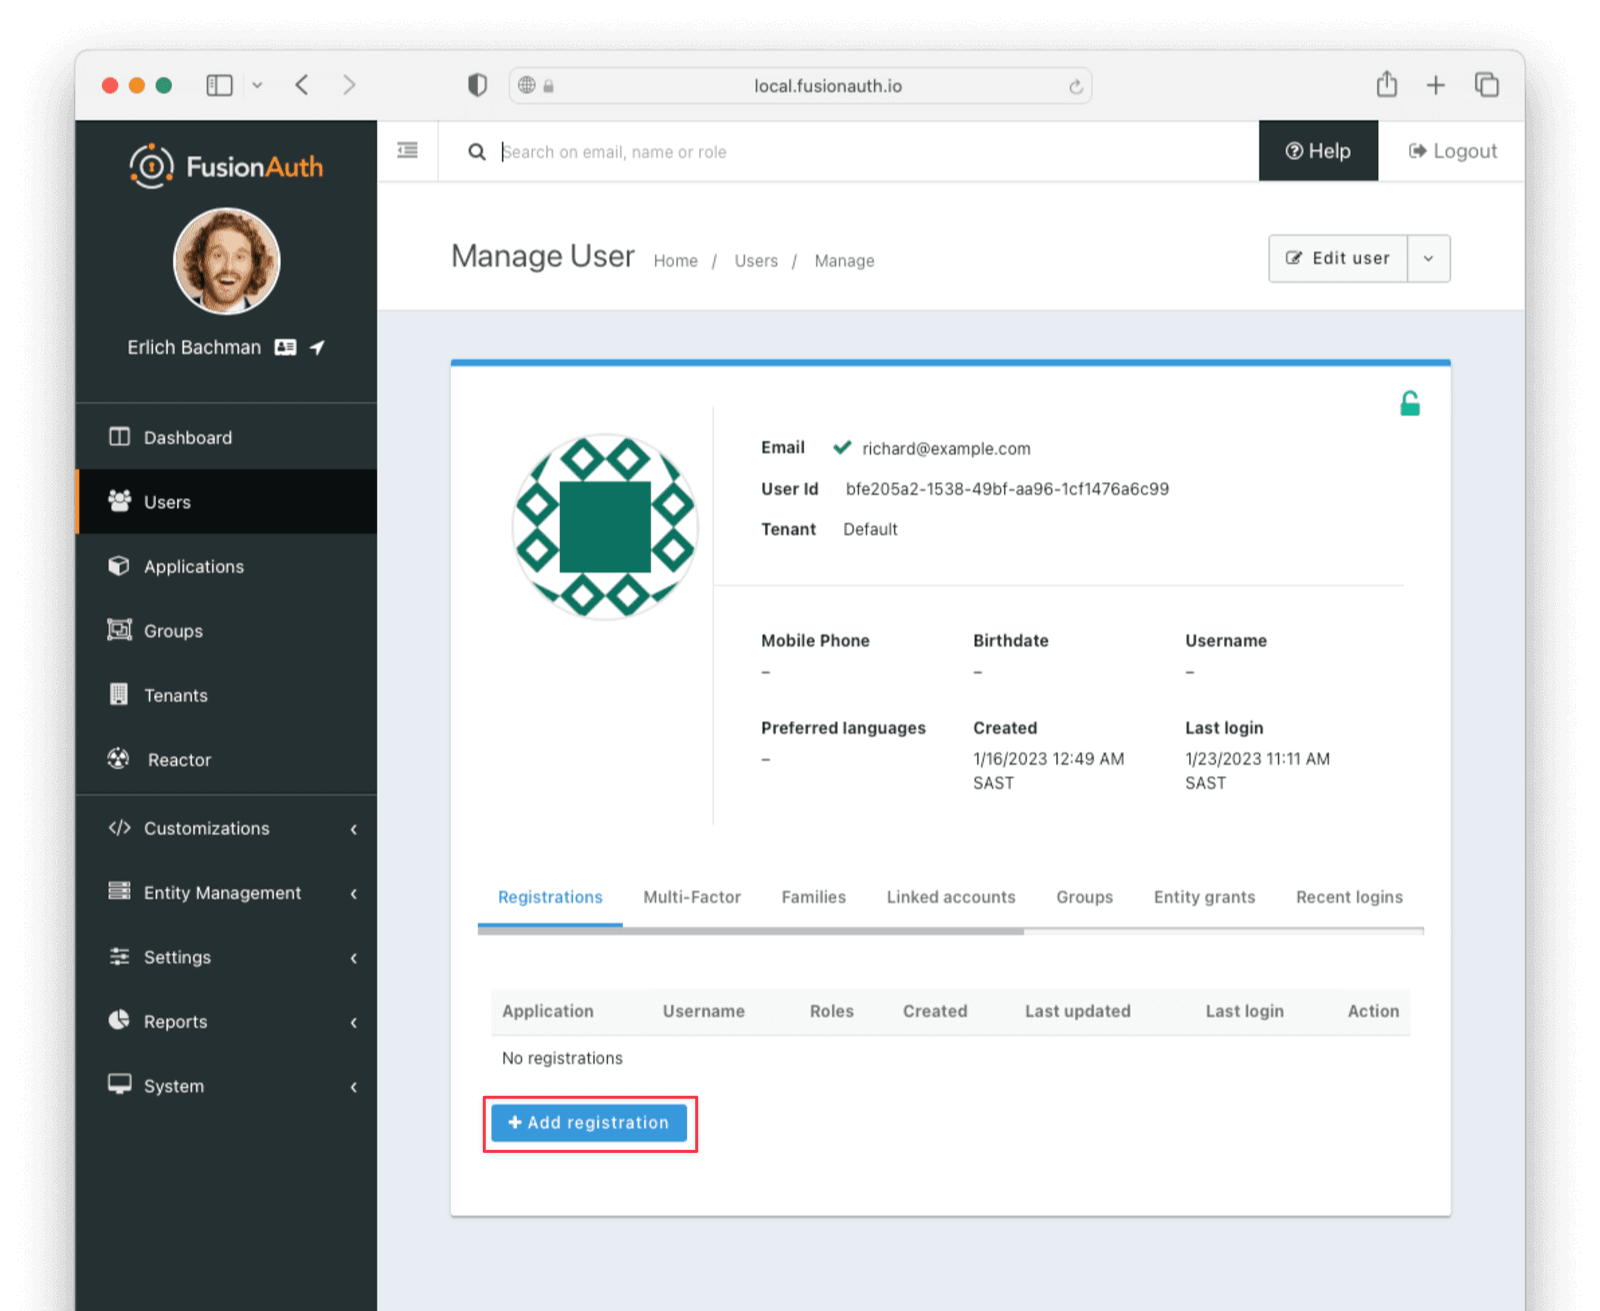 local.fusionauth.io
FusionAuth
Search on email, name or role
Help
Logout
Erlich Bachman
Dashboard
Users
Applications
Groups
Tenants
Reactor
Customizations
Entity Management
Settings
Reports
System
Manage User
Home / Users / Manage
Edit user
Email richard@example.com
User Id bfe205a2-1538-49bf-aa96-1cf1476a6c99
Tenant Default
Mobile Phone Birthdate Username
– – –
Preferred languages Created Last login
– 1/16/2023 12:49 AM 1/23/2023 11:11 AM
SAST SAST
Registrations Multi-Factor Families Linked accounts Groups Entity grants Recent logins
Application Username Roles Created Last updated Last login Action
No registrations
+ Add registration